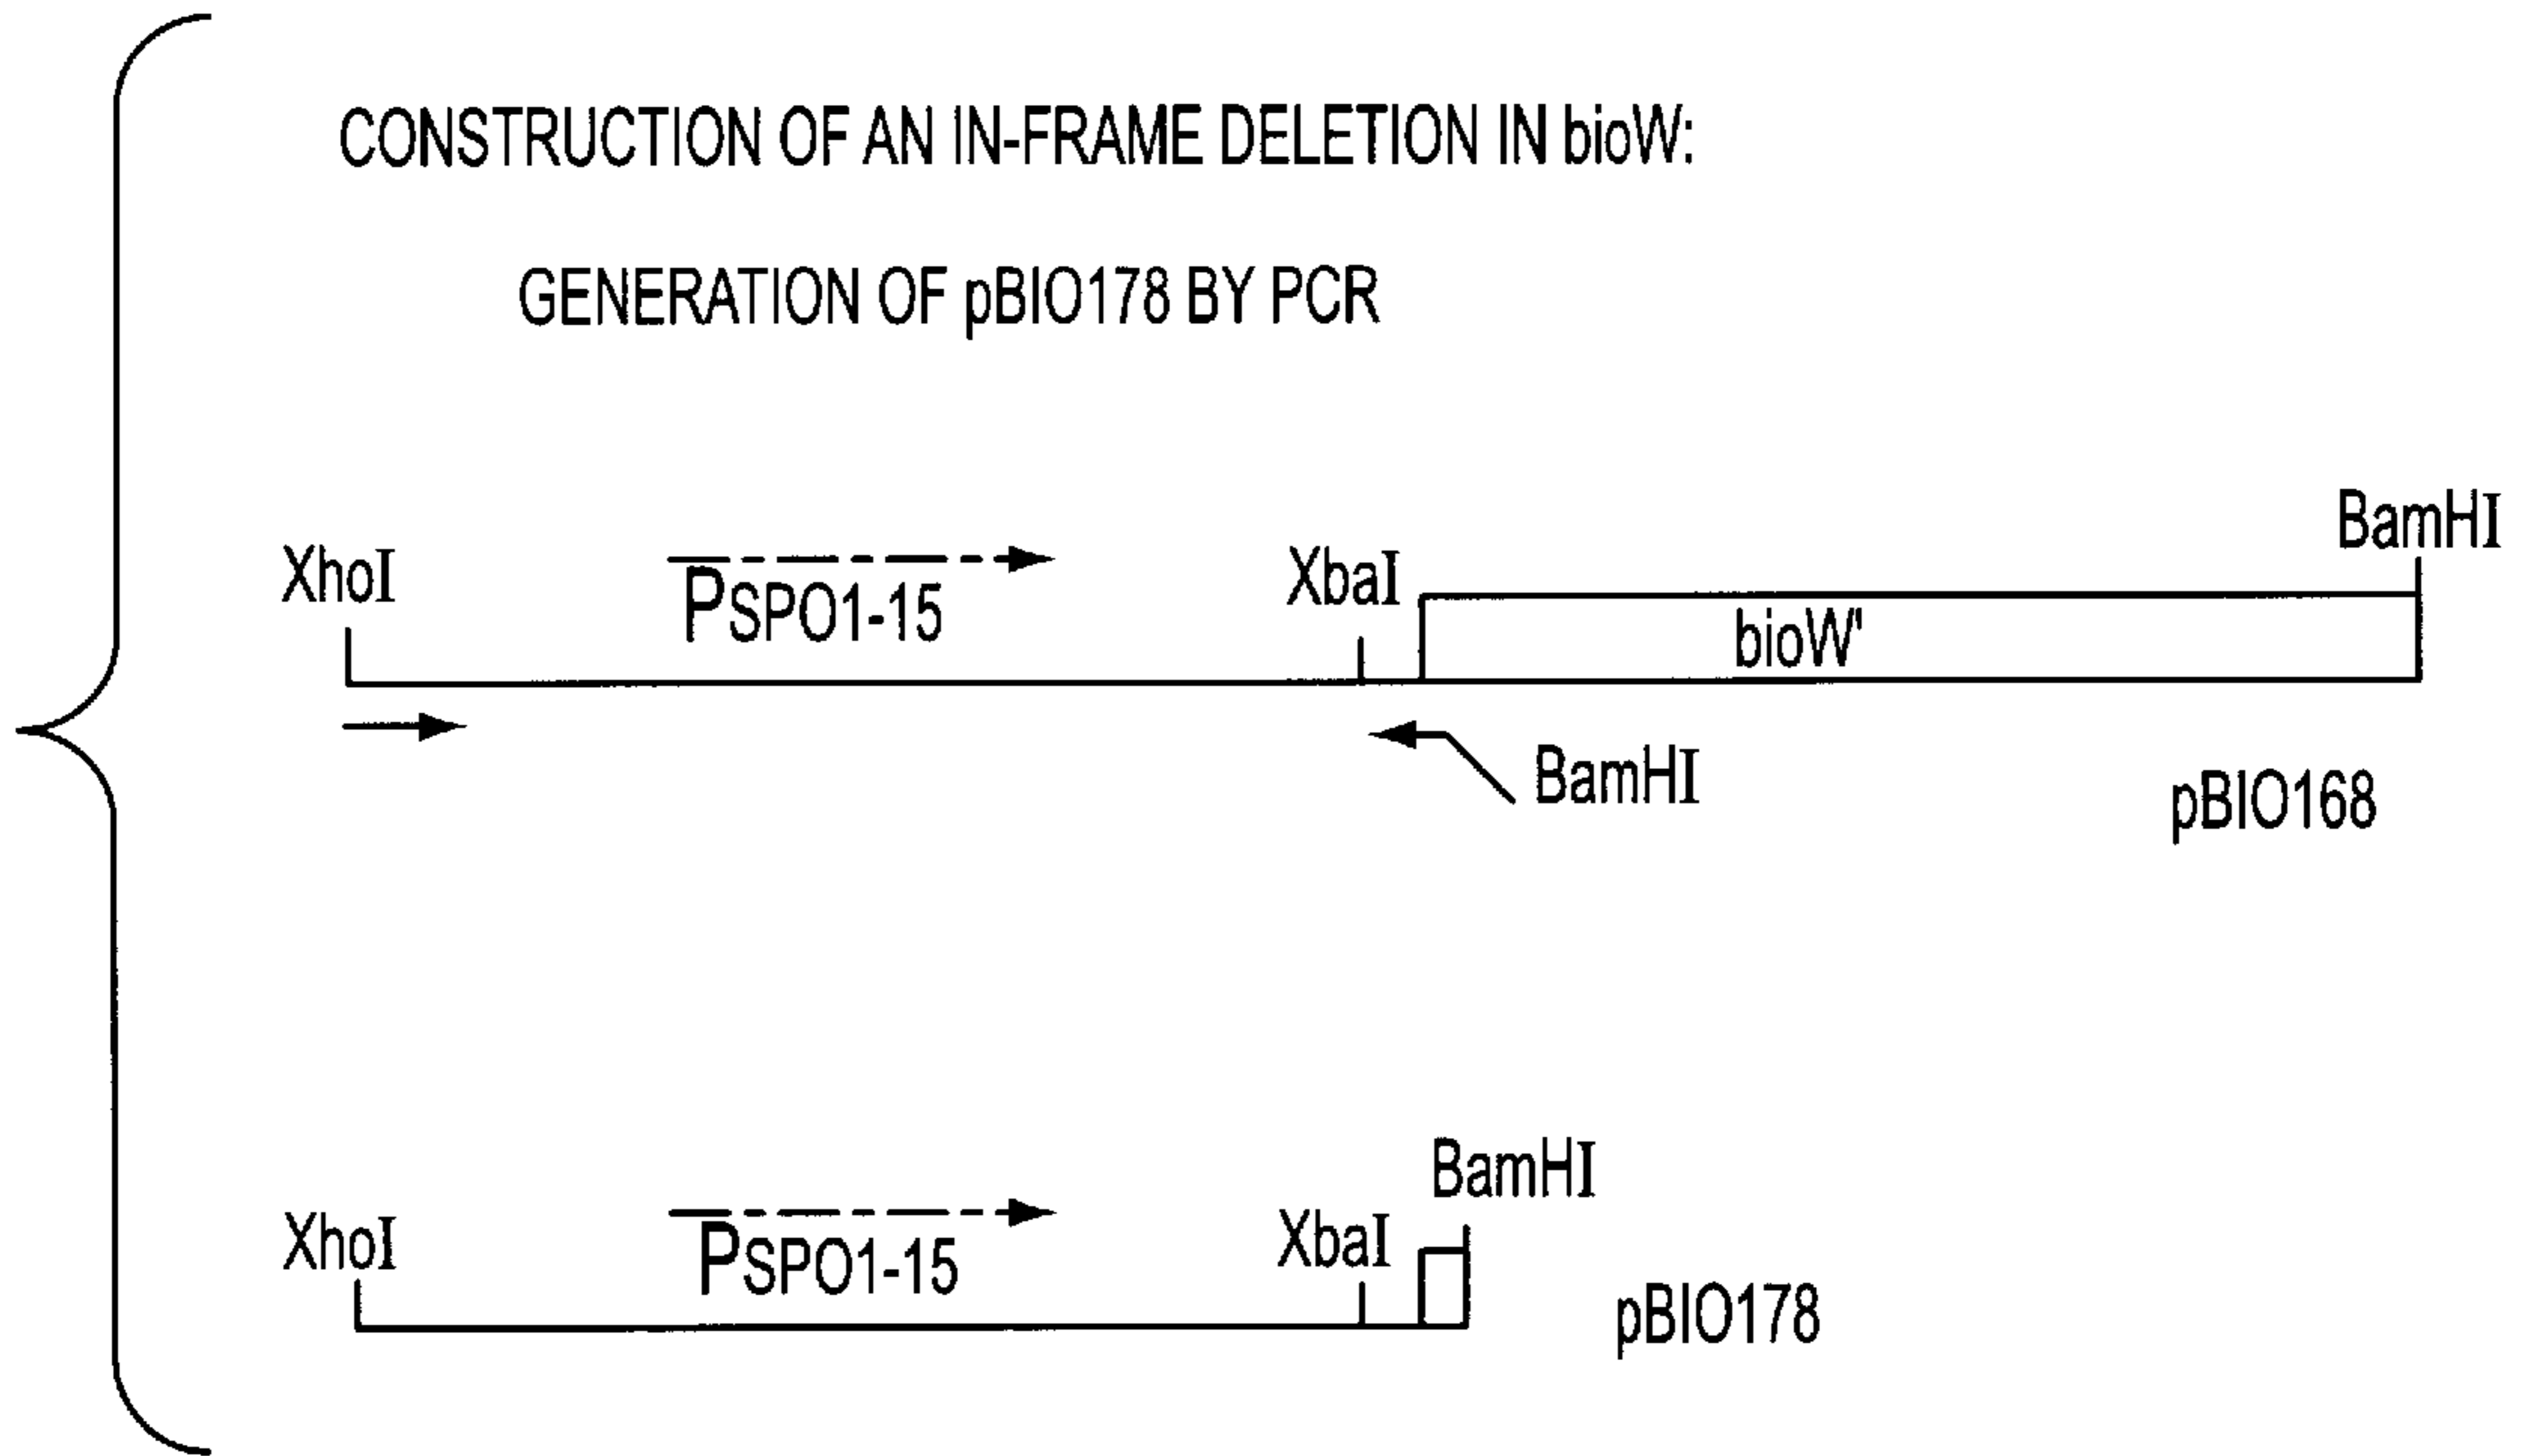 CONSTRUCTION OF AN IN-FRAME DELETION IN bioW:
GENERATION OF pBIO178 BY PCR
BamHI
XhoI
PSPO1-15
XbaI
bioW'
BamHI
pBIO168
BamHI
XhoI
PSPO1-15
XbaI
pBIO178